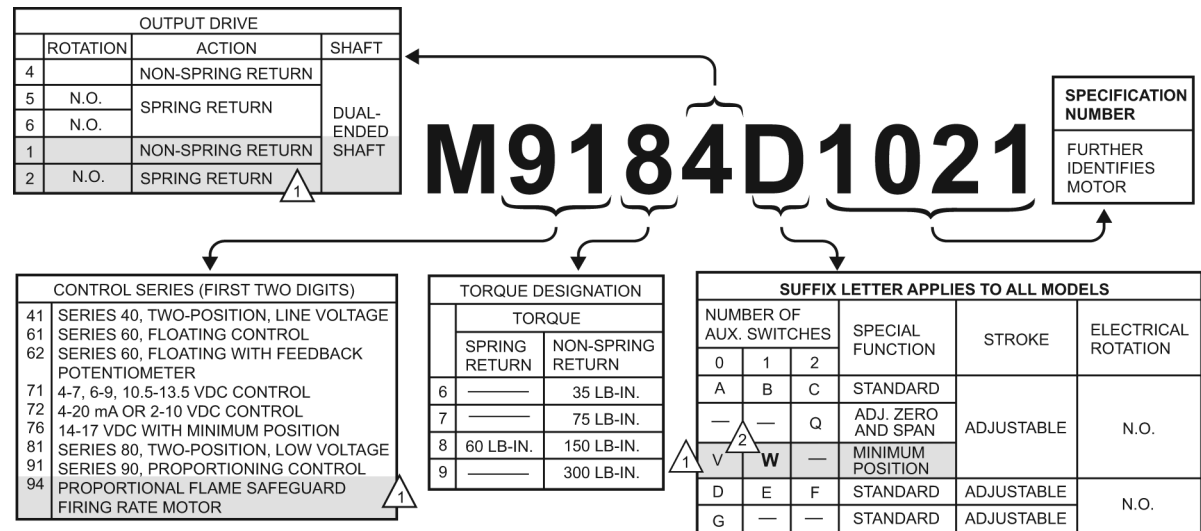 OUTPUT DRIVE
ROTATION ACTION SHAFT
4 NON-SPRING RETURN
5 N.O. SPRING RETURN
6 N.O.
DUAL-ENDED SHAFT
1 NON-SPRING RETURN
2 N.O. SPRING RETURN 1
M9184D1021
SPECIFICATION NUMBER
FURTHER IDENTIFIES MOTOR
CONTROL SERIES (FIRST TWO DIGITS)
41 SERIES 40, TWO-POSITION, LINE VOLTAGE
61 SERIES 60, FLOATING CONTROL
62 SERIES 60, FLOATING WITH FEEDBACK
POTENTIOMETER
71 4-7, 6-9, 10.5-13.5 VDC CONTROL
72 4-20 mA OR 2-10 VDC CONTROL
76 14-17 VDC WITH MINIMUM POSITION
81 SERIES 80, TWO-POSITION, LOW VOLTAGE
91 SERIES 90, PROPORTIONING CONTROL
94 PROPORTIONAL FLAME SAFEGUARD
FIRING RATE MOTOR 1
TORQUE DESIGNATION
TORQUE
SPRING RETURN NON-SPRING RETURN
6 —— 35 LB-IN.
7 —— 75 LB-IN.
8 60 LB-IN. 150 LB-IN.
9 —— 300 LB-IN.
SUFFIX LETTER APPLIES TO ALL MODELS
NUMBER OF AUX. SWITCHES SPECIAL FUNCTION STROKE ELECTRICAL ROTATION
0 1 2
A B C STANDARD ADJUSTABLE N.O.
— — Q ADJ. ZERO AND SPAN
1 V 2 W — MINIMUM POSITION
D E F STANDARD ADJUSTABLE N.O.
G — — STANDARD ADJUSTABLE